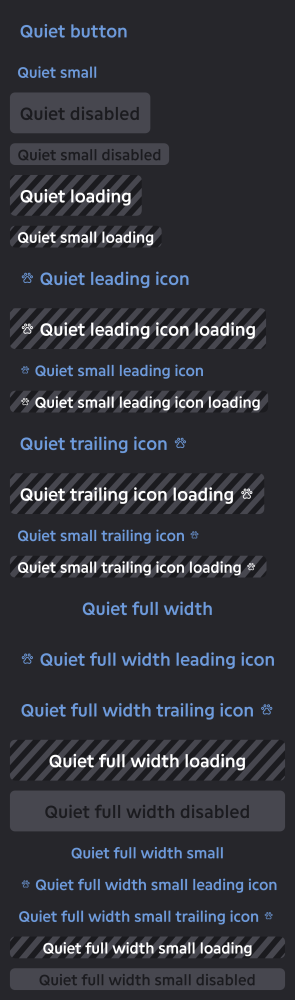 Quiet button
Quiet small
Quiet disabled
Quiet small disabled
Quiet loading
Quiet small loading
Quiet leading icon
Quiet leading icon loading
Quiet small leading icon
Quiet small leading icon loading
Quiet trailing icon
Quiet trailing icon loading
Quiet small trailing icon
Quiet small trailing icon loading
Quiet full width
Quiet full width leading icon
Quiet full width trailing icon
Quiet full width loading
Quiet full width disabled
Quiet full width small
Quiet full width small leading icon
Quiet full width small trailing icon
Quiet full width small loading
Quiet full width small disabled